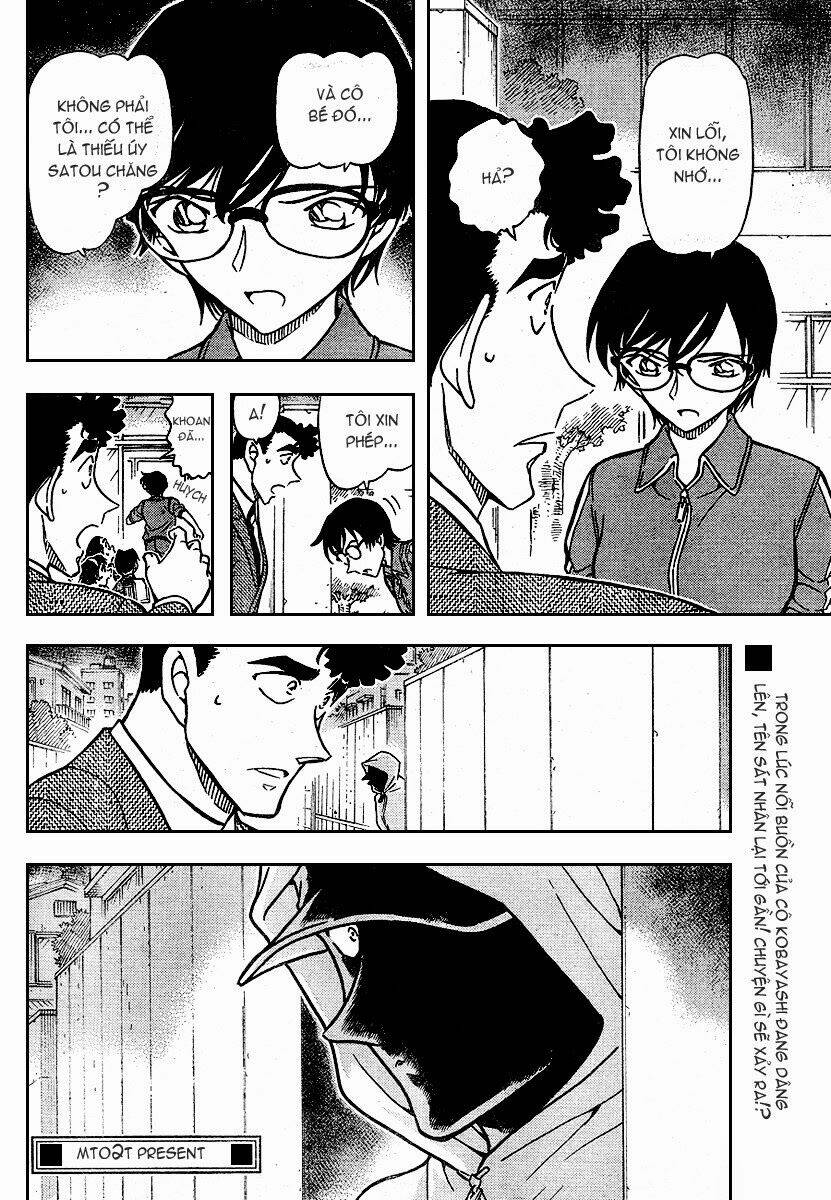 XIN LỖI,
TÔI KHÔNG
NHỚ...
HẢ?
VÀ CÔ
BÉ ĐÓ...
KHÔNG PHẢI
TÔI... CÓ THỂ
LÀ THIẾU ÚY
SATOU CHĂNG
?
TÔI XIN
PHÉP...
A!
KHOAN
ĐÃ...
HUỴCH
TRONG LÚC NỖI BUỒN CỦA CÔ KOBAYASHI ĐANG DÂNG
LÊN, TÊN SÁT NHÂN LẠI TỚI GẦN! CHUYỆN GÌ SẼ XẢY RA!?
MTO2T PRESENT